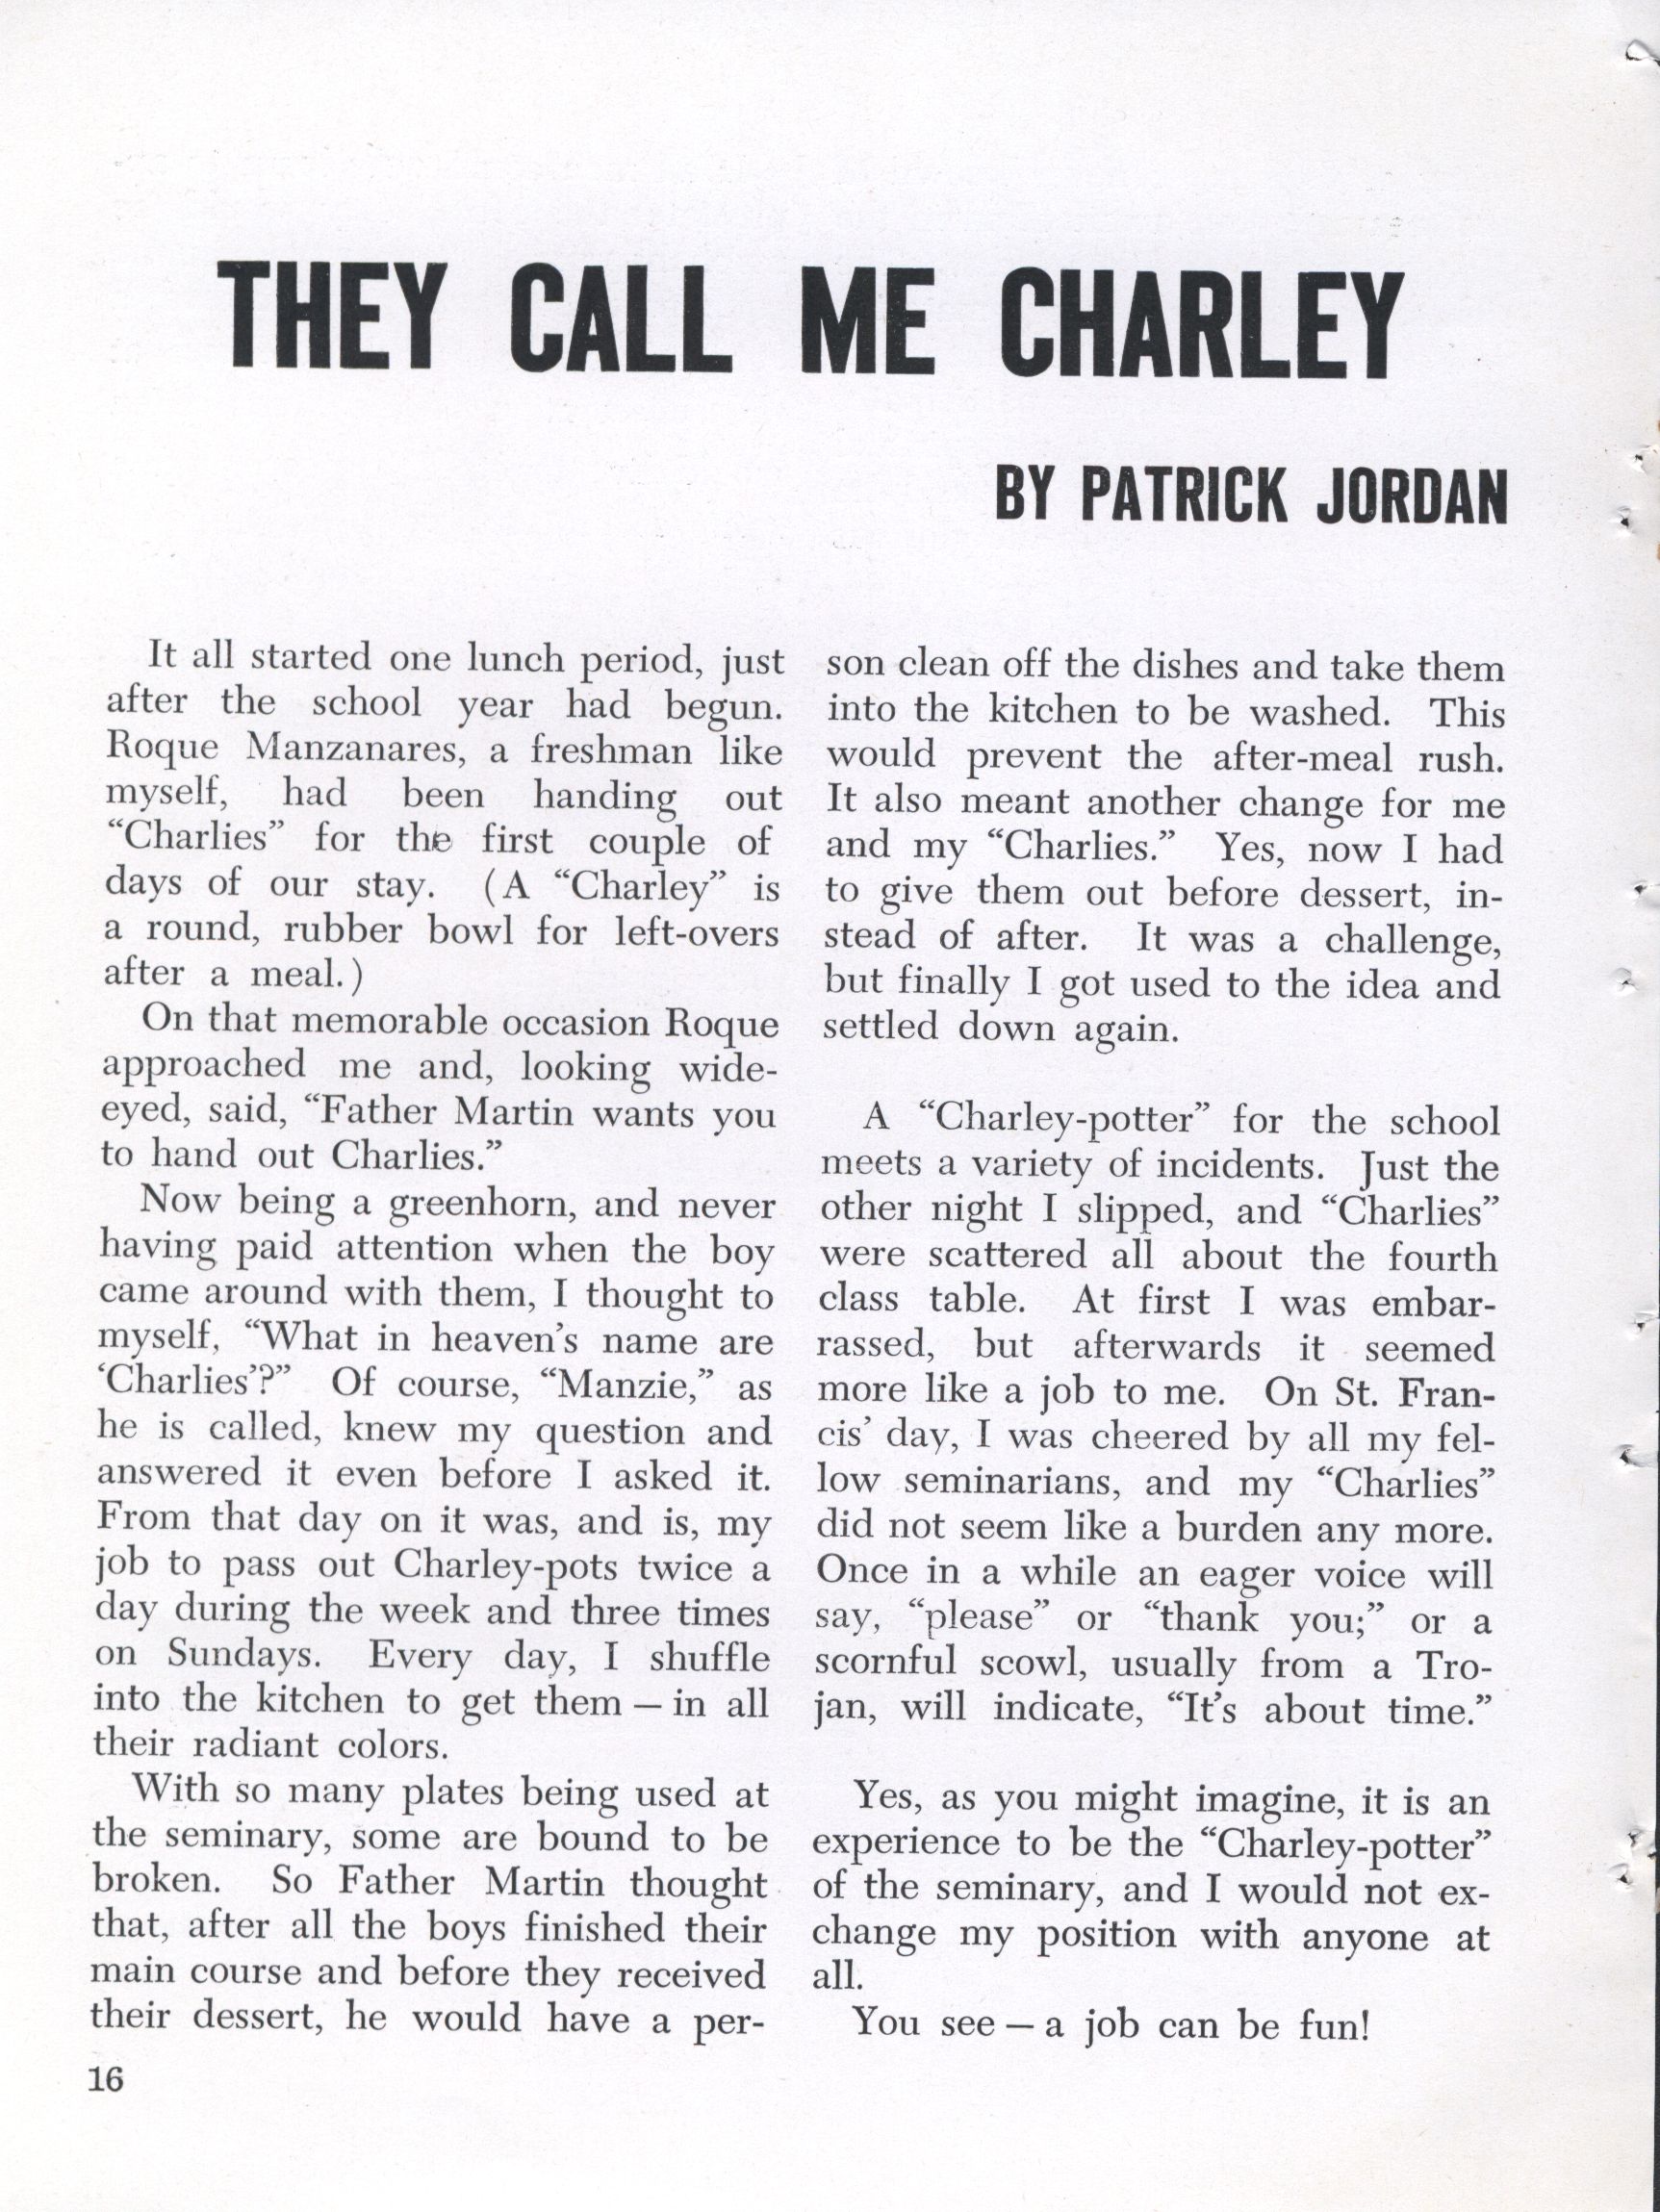 THEY CALL ME CHARLEY
BY PATRICK JORDAN
It all started one lunch period, just
after the school year had begun.
Roque Manzanares, a freshman like
myself, had been handing out
“Charlies” for the first couple of
days of our stay. (A “Charley” is
a round, rubber bowl for left-overs
after a meal.)
On that memorable occasion Roque
approached me and, looking wide-
eyed, said, “Father Martin wants you
to hand out Charlies.”
Now being a greenhorn, and never
having paid attention when the boy
came around with them, I thought to
myself, “What in heaven’s name are
‘Charlies’?” Of course, “Manzie,” as
he is called, knew my question and
answered it even before I asked it.
From that day on it was, and is, my
job to pass out Charley-pots twice a
day during the week and three times
on Sundays. Every day, I shuffle
into the kitchen to get them — in all
their radiant colors.
With so many plates being used at
the seminary, some are bound to be
broken. So Father Martin thought
that, after all the boys finished their
main course and before they received
their dessert, he would have a per-
son clean off the dishes and take them
into the kitchen to be washed. This
would prevent the after-meal rush.
It also meant another change for me
and my “Charlies.” Yes, now I had
to give them out before dessert, in-
stead of after. It was a challenge,
but finally I got used to the idea and
settled down again.
A “Charley-potter” for the school
meets a variety of incidents. Just the
other night I slipped, and “Charlies”
were scattered all about the fourth
class table. At first I was embar-
rassed, but afterwards it seemed
more like a job to me. On St. Fran-
cis’ day, I was cheered by all my fel-
low seminarians, and my “Charlies”
did not seem like a burden any more.
Once in a while an eager voice will
say, “please” or “thank you;” or a
scornful scowl, usually from a Tro-
jan, will indicate, “It’s about time.”
Yes, as you might imagine, it is an
experience to be the “Charley-potter”
of the seminary, and I would not ex-
change my position with anyone at
all.
You see — a job can be fun!
16